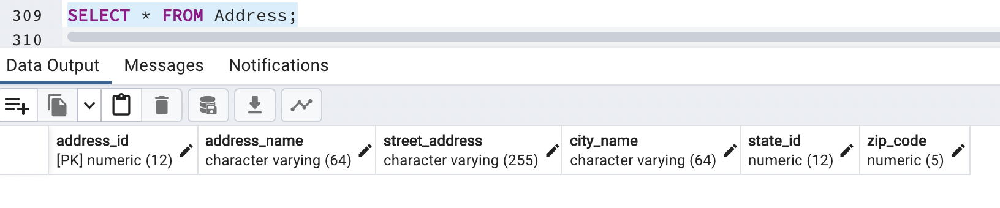 309 SELECT * FROM Address;
310
Data Output Messages Notifications
address_id address_name street_address city_name state_id zip_code
[PK] numeric (12) character varying (64) character varying (255) character varying (64) numeric (12) numeric (5)